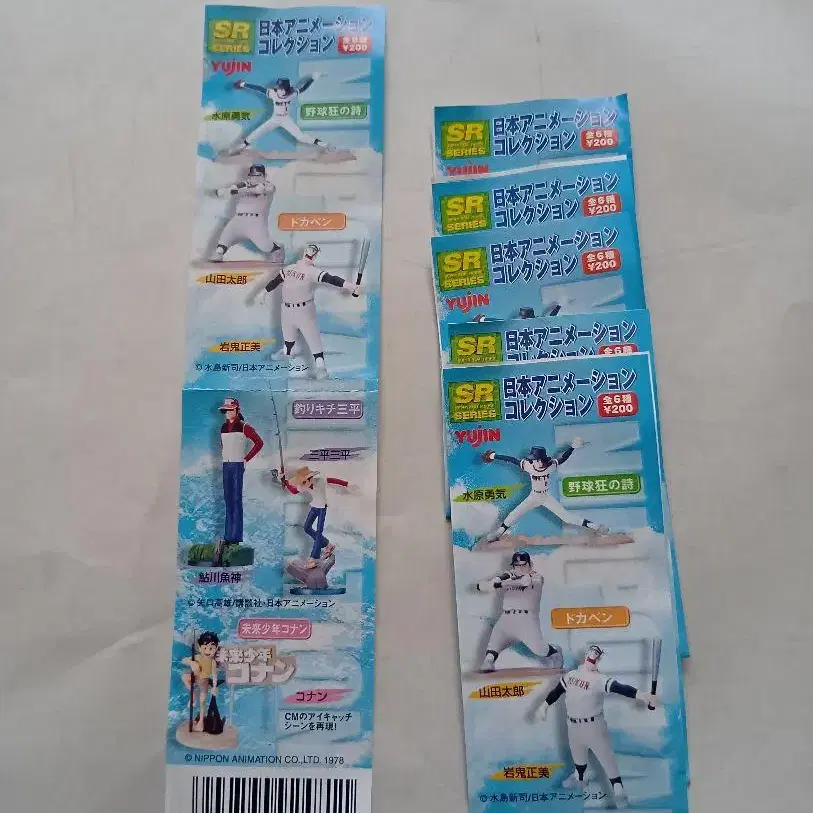 SR
SERIES
日本アニメーション
コレクション
全6種
¥200
YUJIN
水原勇気
野球狂の詩
ドカベン
山田太郎
岩鬼正美
© 水島新司/日本アニメーション
釣りキチ三平
三平三平
鮎川魚神
© 矢口高雄/講談社・日本アニメーション
未来少年コナン
未来少年
コナン
コナン
CMのアイキャッチ
シーンを再現!
© NIPPON ANIMATION CO., LTD. 1978
SR
SERIES
日本アニメーション
コレクション
全6種
¥200
YUJIN
SR
SERIES
日本アニメーション
コレクション
全6種
¥200
SR
SERIES
日本アニメーション
コレクション
全6種
¥200
YUJIN
SR
SERIES
日本アニメーション
全6種
SR
SERIES
日本アニメーション
コレクション
全6種
¥200
YUJIN
水原勇気
野球狂の詩
ドカベン
山田太郎
岩鬼正美
© 水島新司/日本アニメーション